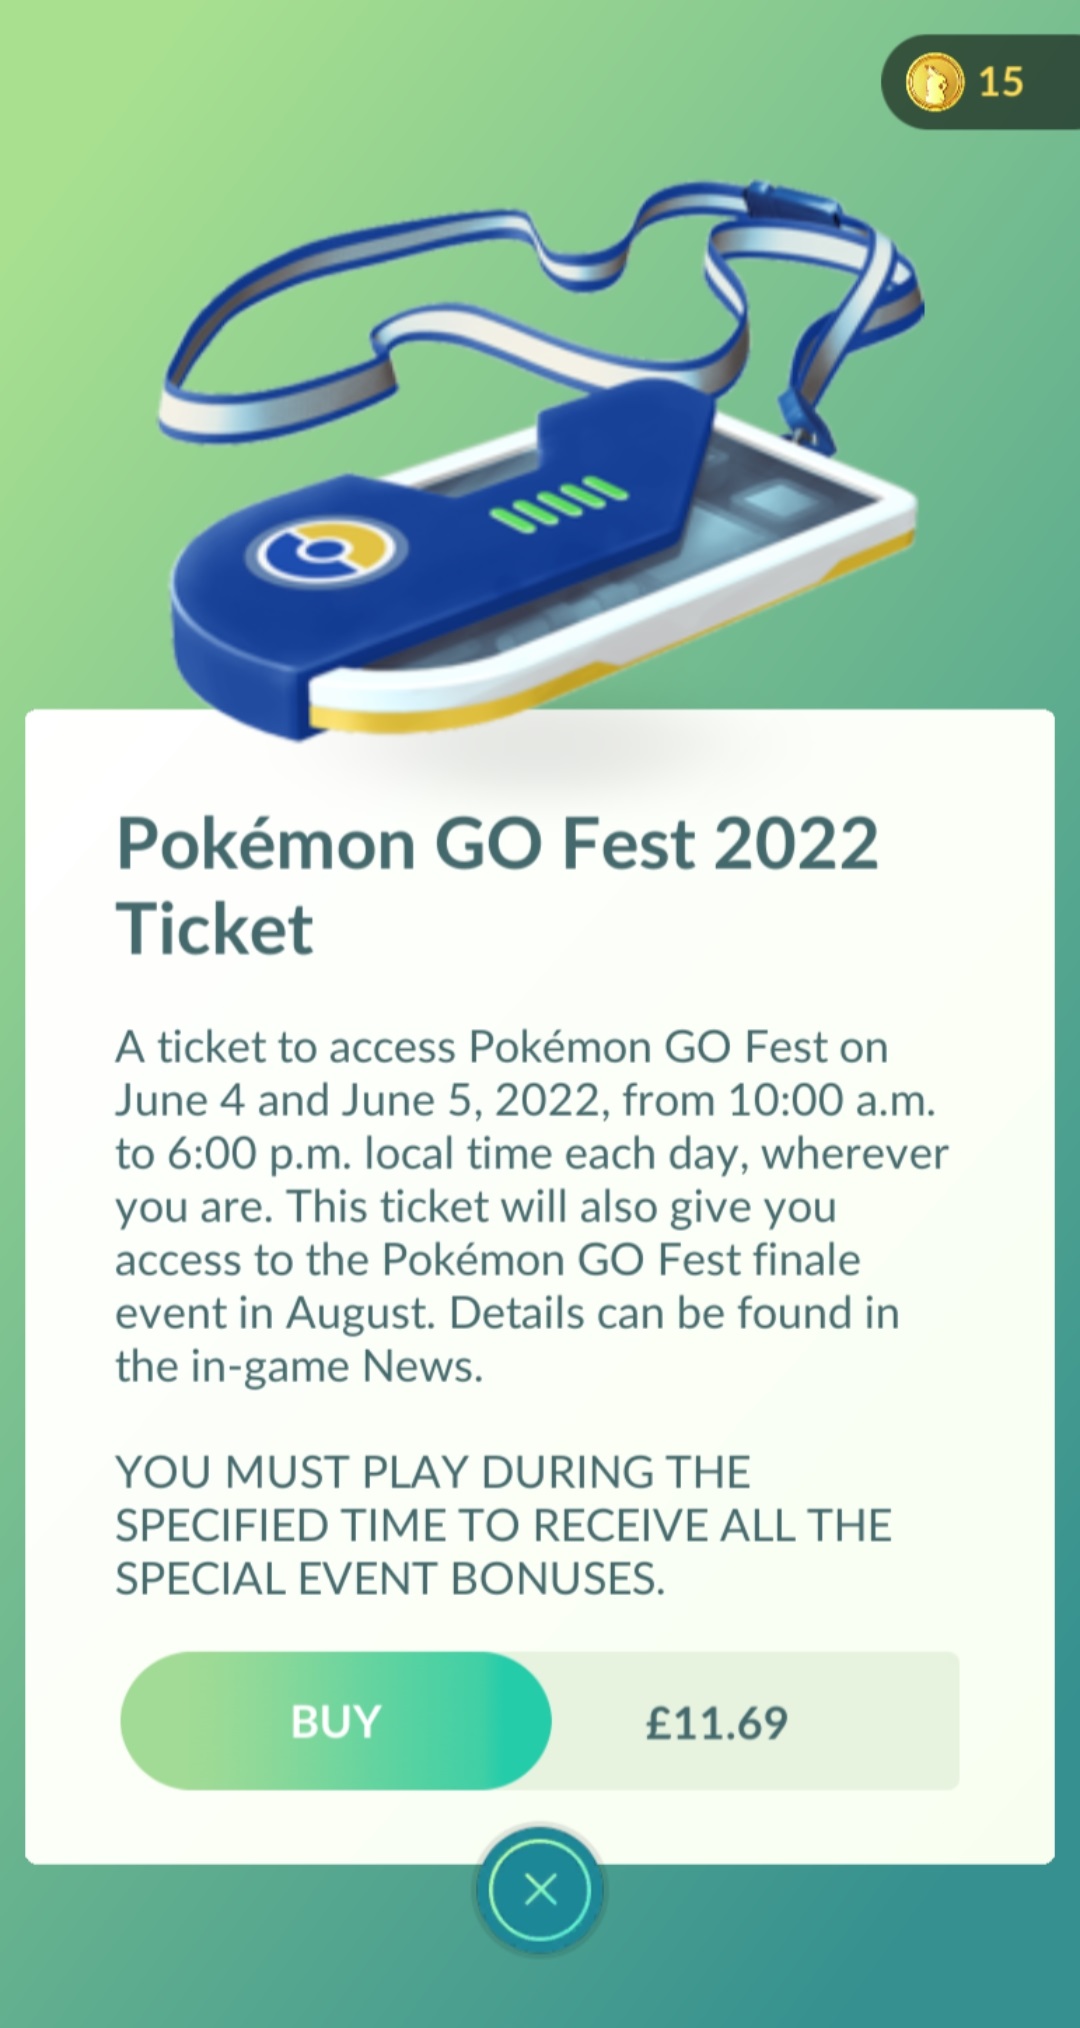 15
Pokémon GO Fest 2022
Ticket
A ticket to access Pokémon GO Fest on
June 4 and June 5, 2022, from 10:00 a.m.
to 6:00 p.m. local time each day, wherever
you are. This ticket will also give you
access to the Pokémon GO Fest finale
event in August. Details can be found in
the in-game News.
YOU MUST PLAY DURING THE
SPECIFIED TIME TO RECEIVE ALL THE
SPECIAL EVENT BONUSES.
BUY £11.69